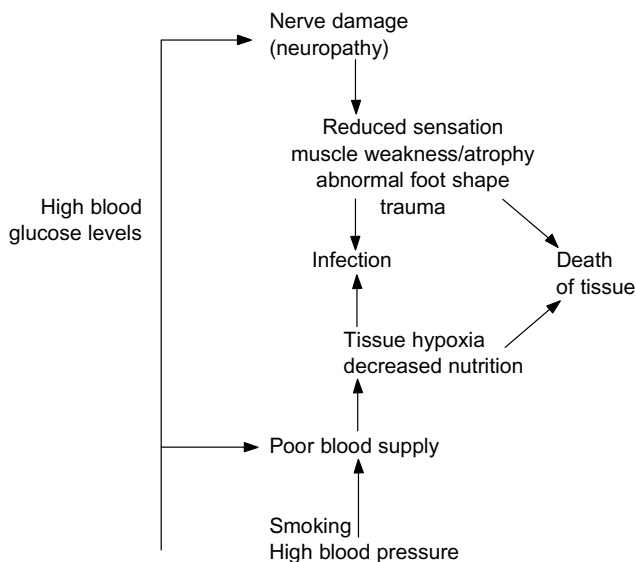 Nerve damage
(neuropathy)
Reduced sensation
muscle weakness/atrophy
abnormal foot shape
trauma
High blood
glucose levels
Infection
Death
of tissue
Tissue hypoxia
decreased nutrition
Poor blood supply
Smoking
High blood pressure